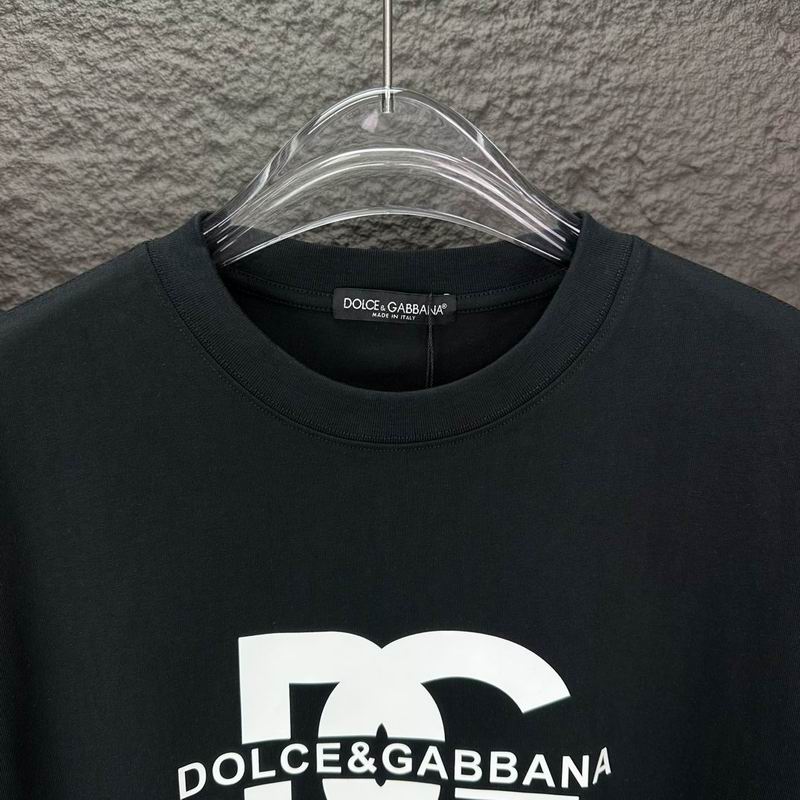 DOLCE & GABBANA®
MADE IN ITALY
DG
DOLCE&GABBANA